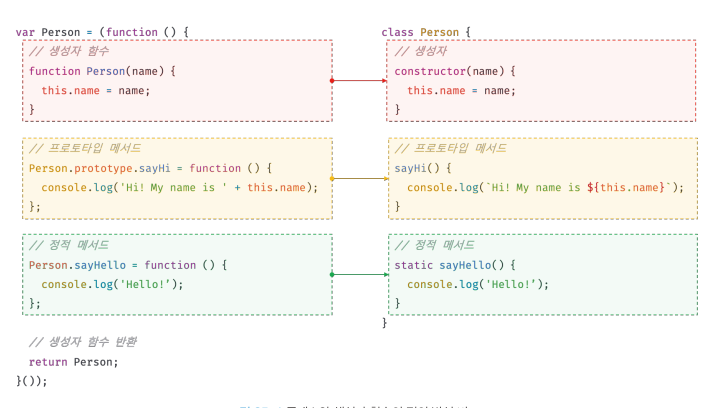 var Person = (function () {
// 생성자 함수
function Person(name) {
this.name = name;
}
// 프로토타입 메서드
Person.prototype.sayHi = function () {
console.log('Hi! My name is ' + this.name);
};
// 정적 메서드
Person.sayHello = function () {
console.log('Hello!');
};
// 생성자 함수 반환
return Person;
}());
class Person {
// 생성자
constructor(name) {
this.name = name;
}
// 프로토타입 메서드
sayHi() {
console.log(`Hi! My name is ${this.name}`);
}
// 정적 메서드
static sayHello() {
console.log('Hello!');
}
}